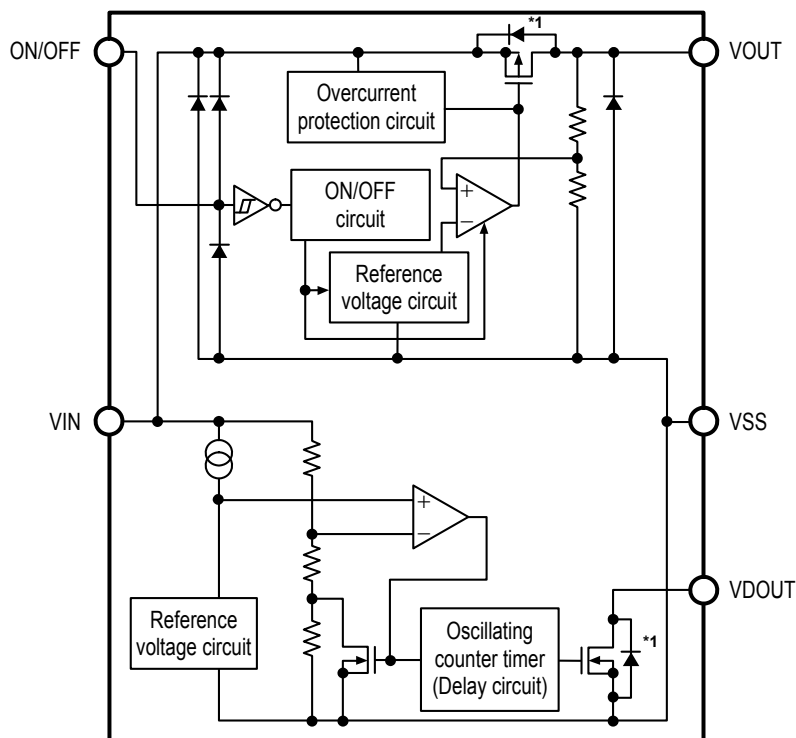 *1
ON/OFF
VOUT
Overcurrent
protection circuit
ON/OFF
circuit
+
−
Reference
voltage circuit
VIN
VSS
+
−
VDOUT
Reference
voltage circuit
Oscillating
counter timer
(Delay circuit)
*1